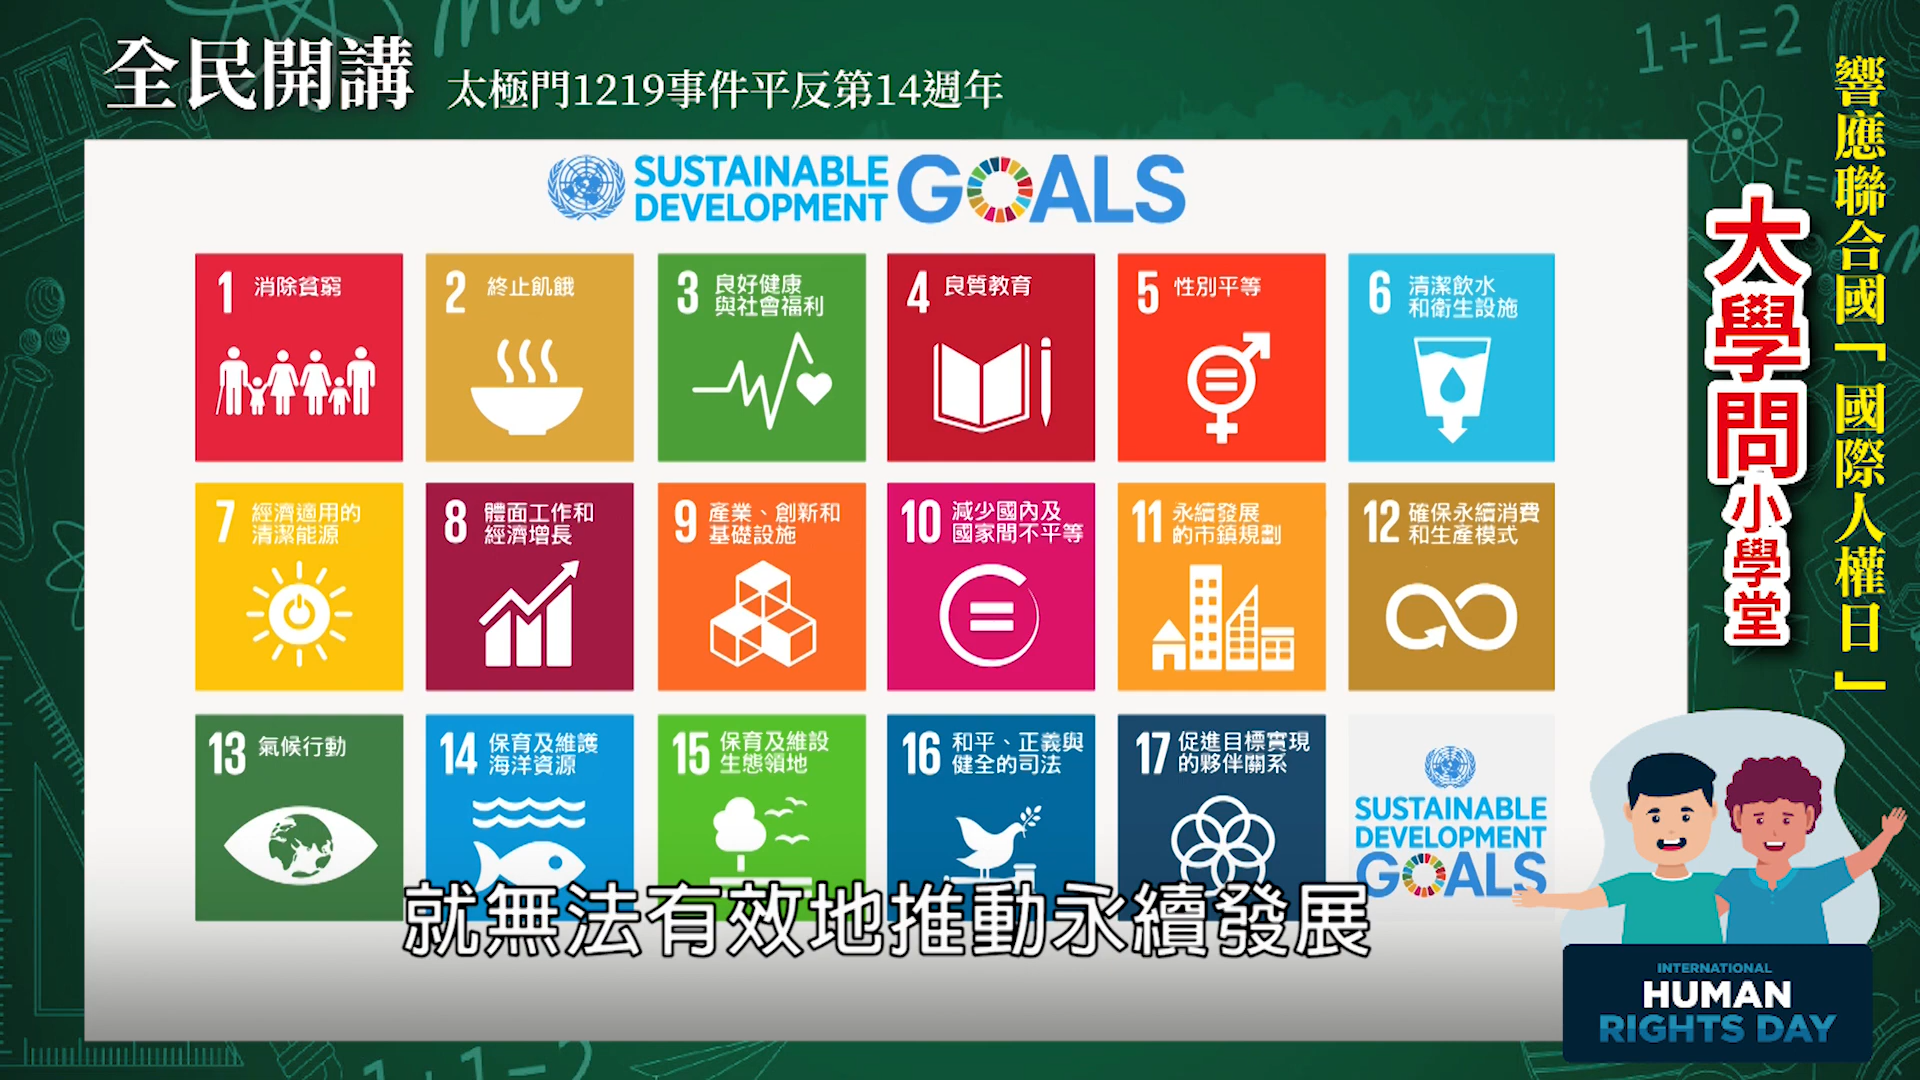 全民開講
太極門1219事件平反第14週年
響應聯合國「國際人權日」
大學問小學堂
1+1=2
E=
SUSTAINABLE
DEVELOPMENT
GOALS
1 消除貧窮
2 終止飢餓
3 良好健康
與社會福利
4 良質教育
5 性別平等
6 清潔飲水
和衛生設施
7 經濟適用的
清潔能源
8 體面工作和
經濟增長
9 產業、創新和
基礎設施
10 減少國內及
國家間不平等
11 永續發展
的市鎮規劃
12 確保永續消費
和生產模式
13 氣候行動
14 保育及維護
海洋資源
15 保育及維設
生態領地
16 和平、正義與
健全的司法
17 促進目標實現
的夥伴關系
SUSTAINABLE
DEVELOPMENT
GOALS
就無法有效地推動永續發展
INTERNATIONAL
HUMAN
RIGHTS DAY